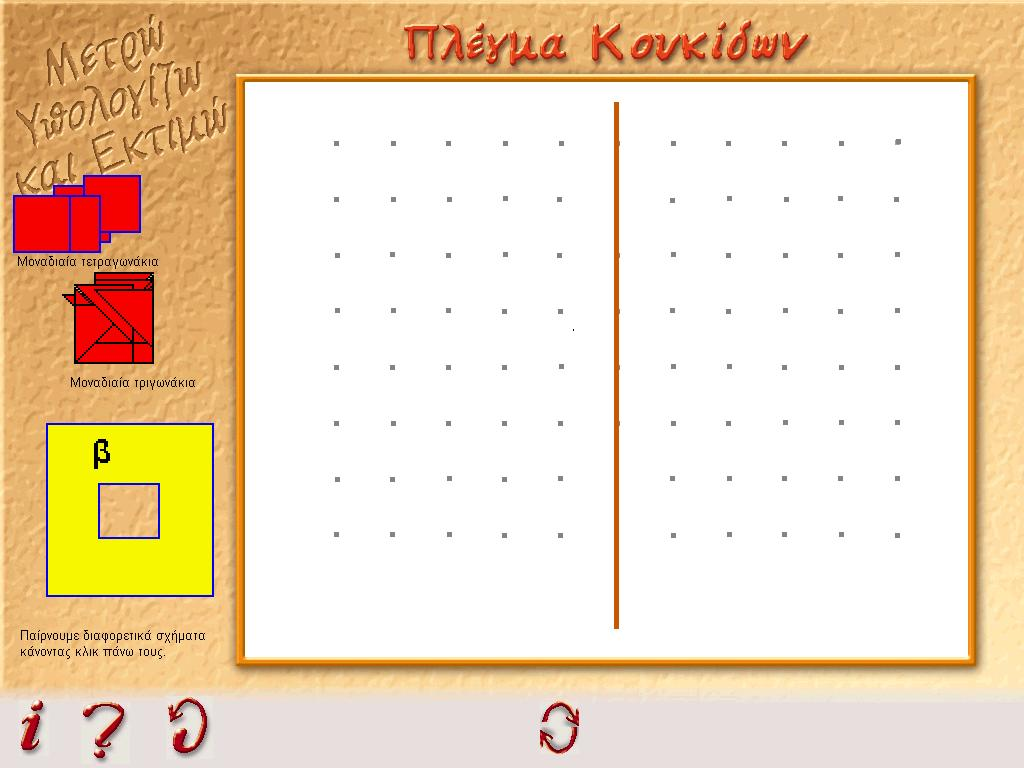 Πλέγμα Κουκίδων
Μετρώ
Υπολογίζω
και Εκτιμώ
Μοναδιαία τετραγωνάκια
Μοναδιαία τριγωνάκια
β
Παίρνουμε διαφορετικά σχήματα
κάνοντας κλικ πάνω τους.
i ?